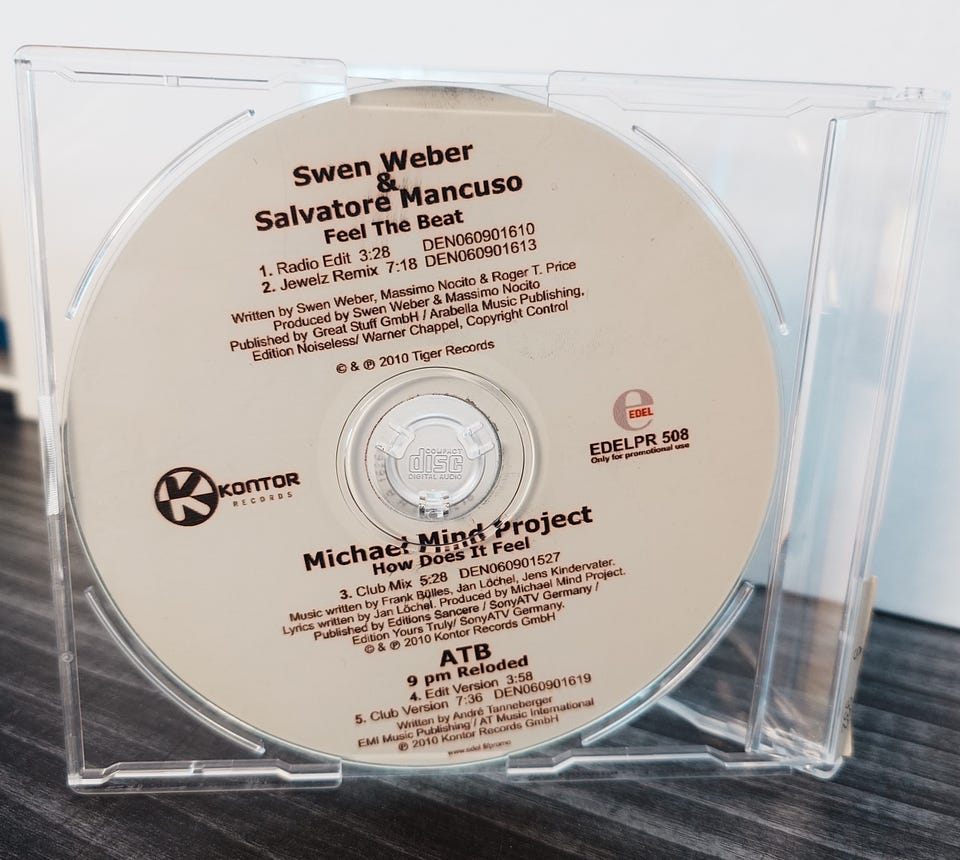 Swen Weber
&
Salvatore Mancuso
Feel The Beat
1. Radio Edit 3:28 DEN060901610
2. Jewelz Remix 7:18 DEN060901613
Written by Swen Weber, Massimo Nocito & Roger T. Price
Produced by Swen Weber & Massimo Nocito
Published by Great Stuff GmbH / Arabella Music Publishing,
Edition Noiseless/ Warner Chappel, Copyright Control
© & ℗ 2010 Tiger Records
e
EDEL
EDELPR 508
Only for promotional use
COMPACT
disc
DIGITAL AUDIO
K KONTOR
RECORDS
Michael Mind Project
How Does It Feel
3. Club Mix 5:28 DEN060901527
Music written by Frank Bülles, Jan Löchel, Jens Kindervater.
Lyrics written by Jan Löchel. Produced by Michael Mind Project.
Published by Editions Sancere / SonyATV Germany /
Edition Yours Truly/ SonyATV Germany.
© & ℗ 2010 Kontor Records GmbH
ATB
9 pm Reloded
4. Edit Version 3:58
5. Club Version 7:36 DEN060901619
Written by André Tanneberger
EMI Music Publishing / AT Music International
℗ 2010 Kontor Records GmbH
www.edel.fi/promo